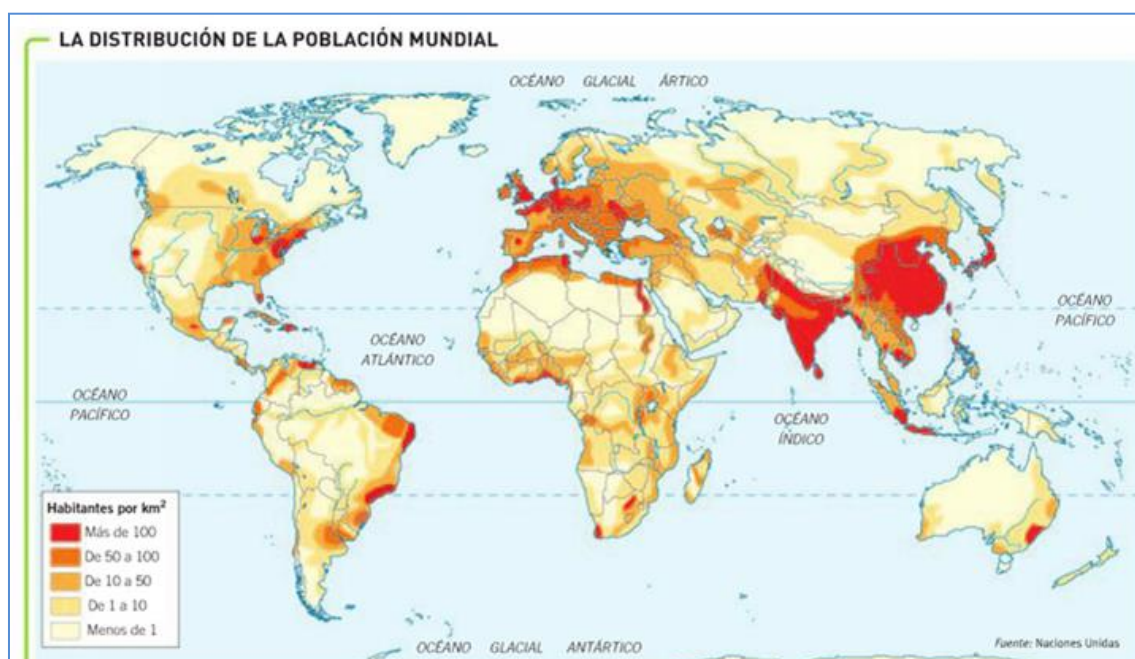 LA DISTRIBUCIÓN DE LA POBLACIÓN MUNDIAL
OCÉANO GLACIAL ÁRTICO
OCÉANO
PACÍFICO
OCÉANO
ATLÁNTICO
OCÉANO
PACÍFICO
OCÉANO
ÍNDICO
Habitantes por km²
Más de 100
De 50 a 100
De 10 a 50
De 1 a 10
Menos de 1
OCÉANO GLACIAL ANTÁRTICO
Fuente: Naciones Unidas